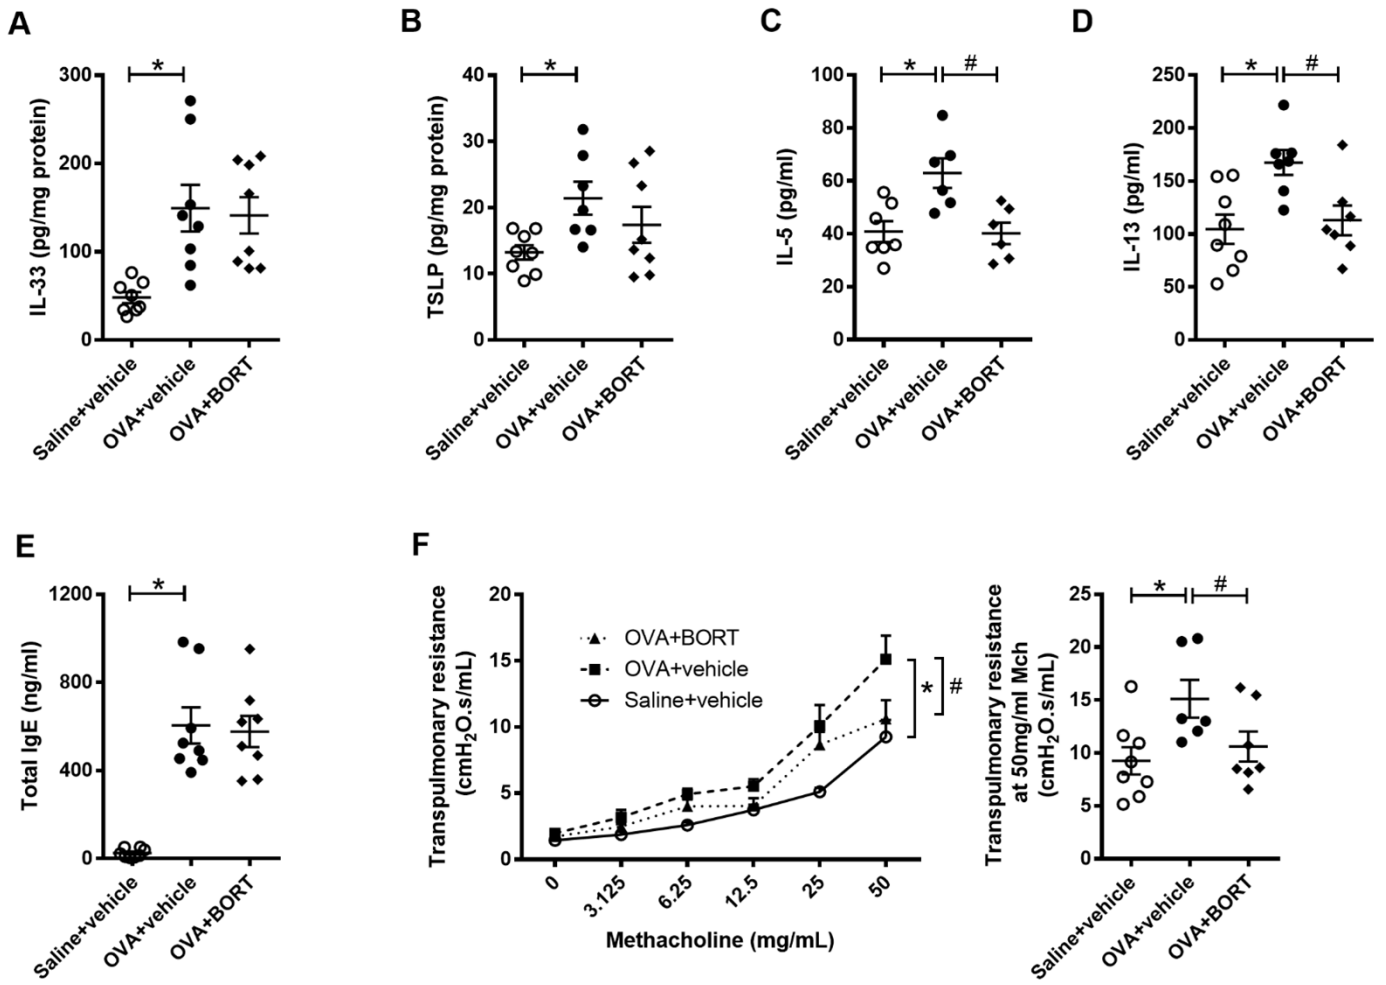 A
*
IL-33 (pg/mg protein)
300
200
100
0
Saline+vehicle
OVA+vehicle
OVA+BORT
B
*
TSLP (pg/mg protein)
40
30
20
10
0
Saline+vehicle
OVA+vehicle
OVA+BORT
C
* #
IL-5 (pg/ml)
100
80
60
40
20
0
Saline+vehicle
OVA+vehicle
OVA+BORT
D
* #
IL-13 (pg/ml)
250
200
150
100
50
0
Saline+vehicle
OVA+vehicle
OVA+BORT
E
*
Total IgE (ng/ml)
1200
800
400
0
Saline+vehicle
OVA+vehicle
OVA+BORT
F
Transpulmonary resistance
(cmH2O.s/mL)
20
15
10
5
0
OVA+BORT
OVA+vehicle
Saline+vehicle
* #
0
3.125
6.25
12.5
25
50
Methacholine (mg/mL)
Transpulmonary resistance
at 50mg/ml Mch
(cmH2O.s/mL)
* #
25
20
15
10
5
0
Saline+vehicle
OVA+vehicle
OVA+BORT